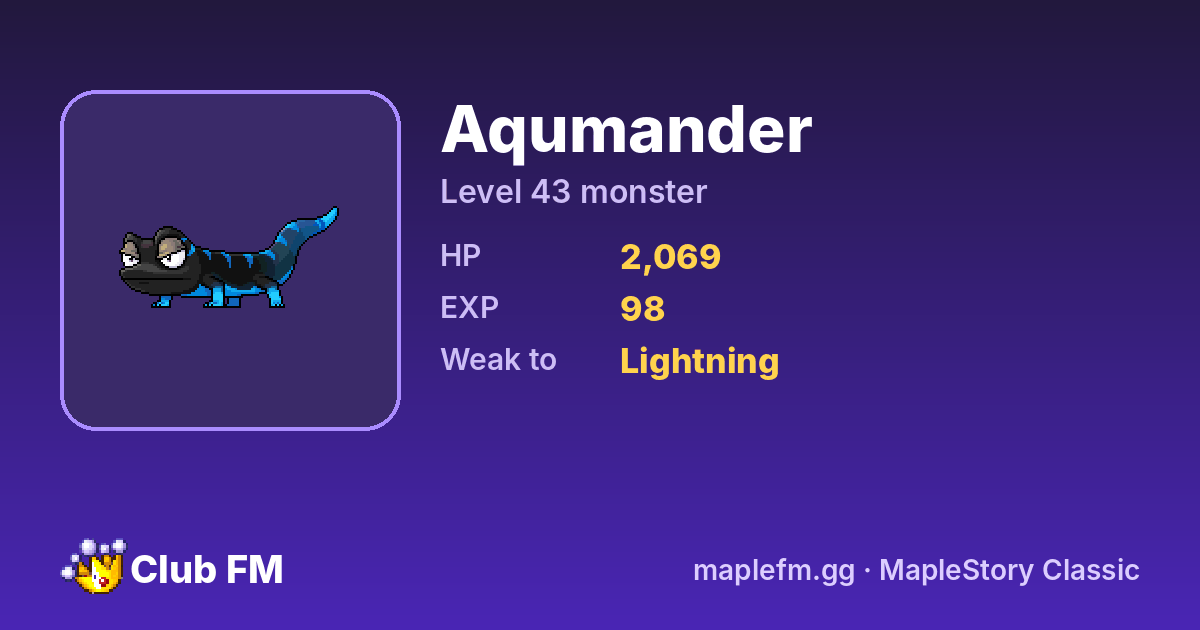 Aqumander
Level 43 monster
HP 2,069
EXP 98
Weak to Lightning
Club FM
maplefm.gg · MapleStory Classic